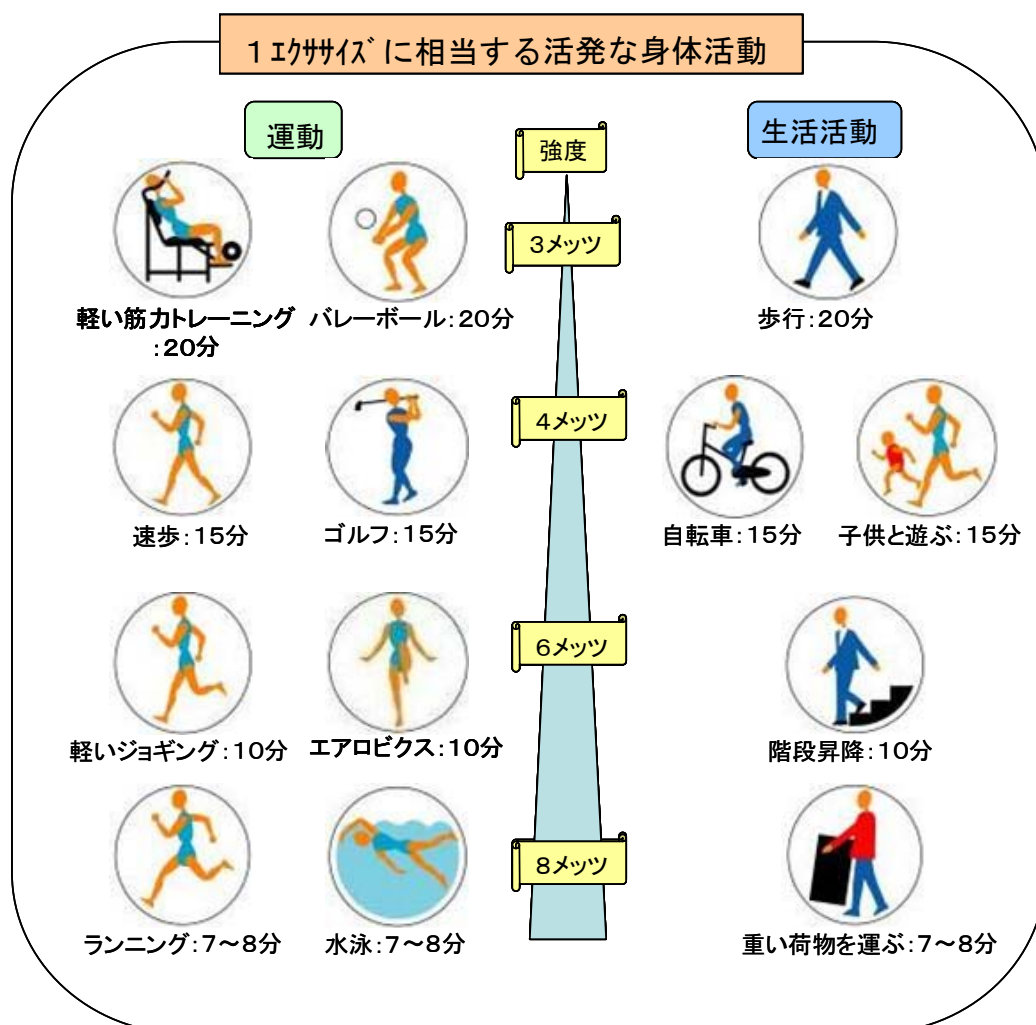 1ｴｸｻｻｲｽﾞに相当する活発な身体活動
運動
強度
生活活動
3メッツ
軽い筋力トレーニング
:20分
バレーボール:20分
歩行:20分
4メッツ
速歩:15分
ゴルフ:15分
自転車:15分
子供と遊ぶ:15分
6メッツ
軽いジョギング:10分
エアロビクス:10分
階段昇降:10分
8メッツ
ランニング:7～8分
水泳:7～8分
重い荷物を運ぶ:7～8分